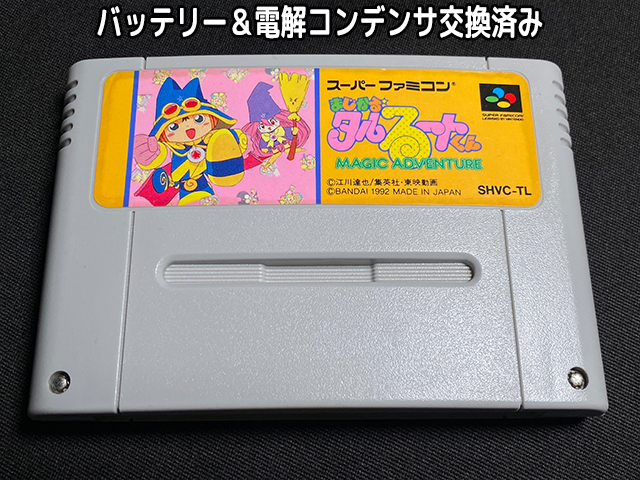 バッテリー＆電解コンデンサ交換済み
スーパーファミコン
SUPER FAMICOM
まじかる
タルるートくん
MAGIC ADVENTURE
©江川達也/集英社・東映動画
©BANDAI 1992 MADE IN JAPAN
SHVC-TL